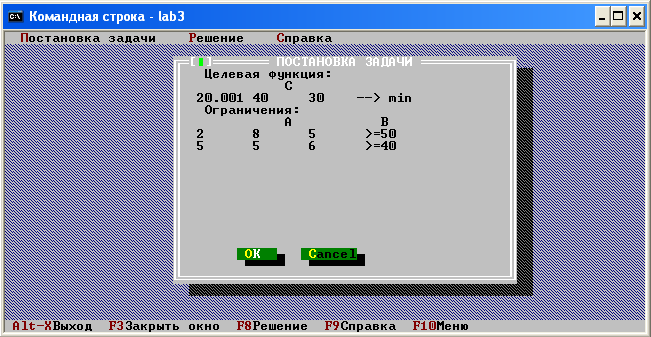 Командная строка - lab3
Постановка задачи Решение Справка
ПОСТАНОВКА ЗАДАЧИ
Целевая функция:
C
20.001 40 30 --> min
Ограничения:
A B
2 8 5 >=50
5 5 6 >=40
OK Cancel
Alt-X Выход F3 Закрыть окно F8 Решение F9 Справка F10 Меню